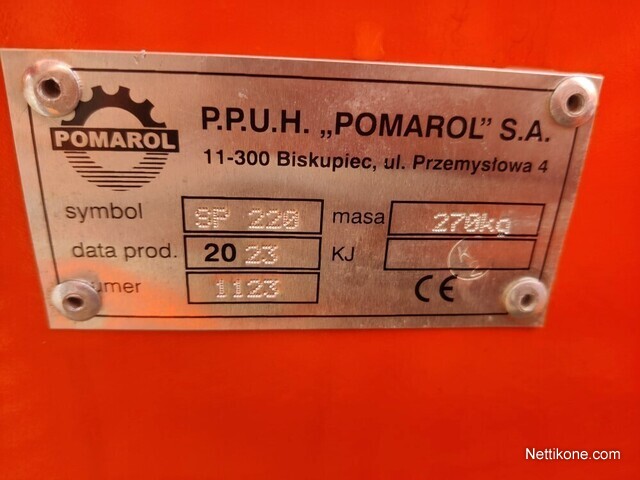 POMAROL
P.P.U.H. „POMAROL" S.A.
11-300 Biskupiec, ul. Przemysłowa 4
symbol SP 220 masa 270kg
data prod. 20 23 KJ
numer 1123 CE
Nettikone.com